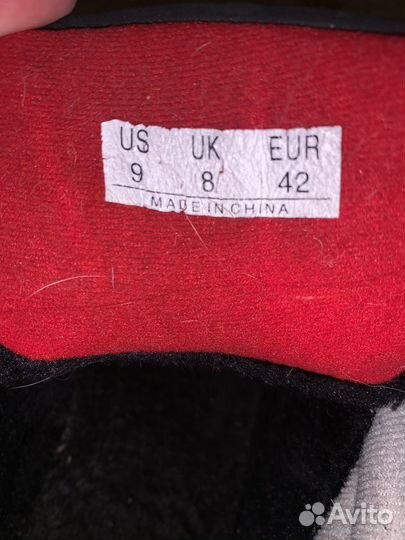 US UK EUR
9 8 42
MADE IN CHINA
Avito